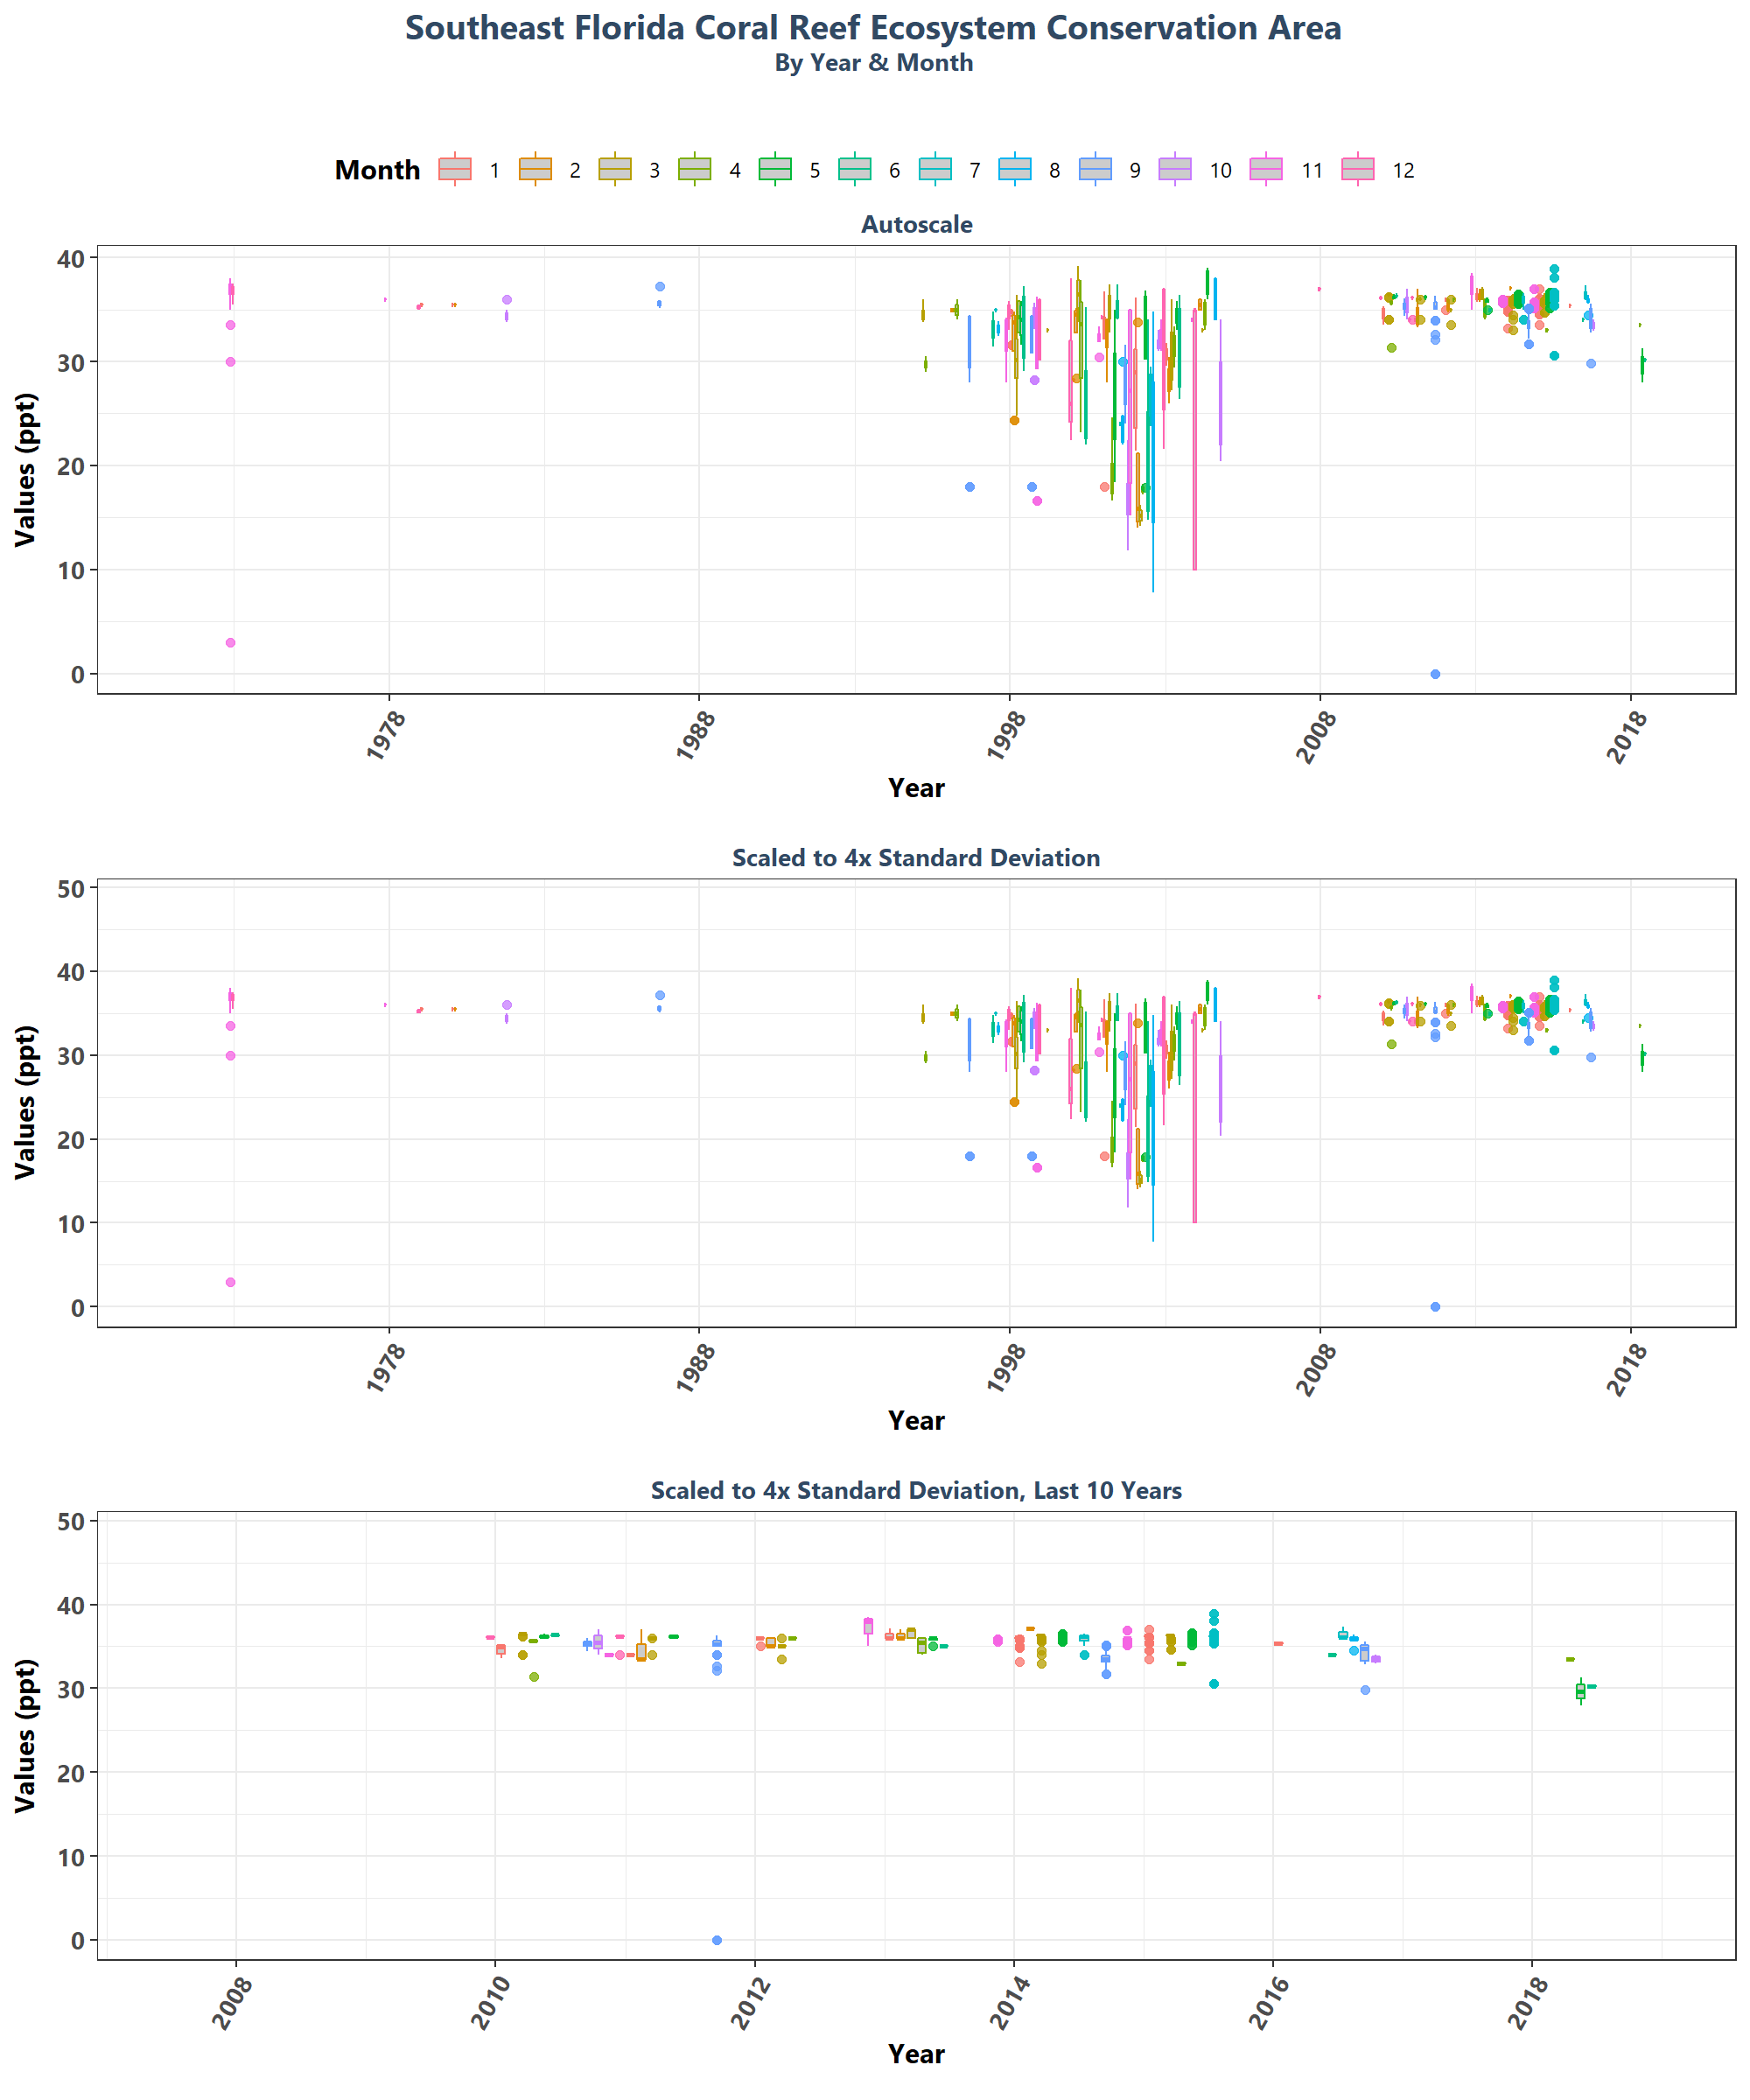 Southeast Florida Coral Reef Ecosystem Conservation Area
By Year & Month
Month 1 2 3 4 5 6 7 8 9 10 11 12
Autoscale
Values (ppt)
40
30
20
10
0
1978 1988 1998 2008 2018
Year
Scaled to 4x Standard Deviation
Values (ppt)
50
40
30
20
10
0
1978 1988 1998 2008 2018
Year
Scaled to 4x Standard Deviation, Last 10 Years
Values (ppt)
50
40
30
20
10
0
2008 2010 2012 2014 2016 2018
Year